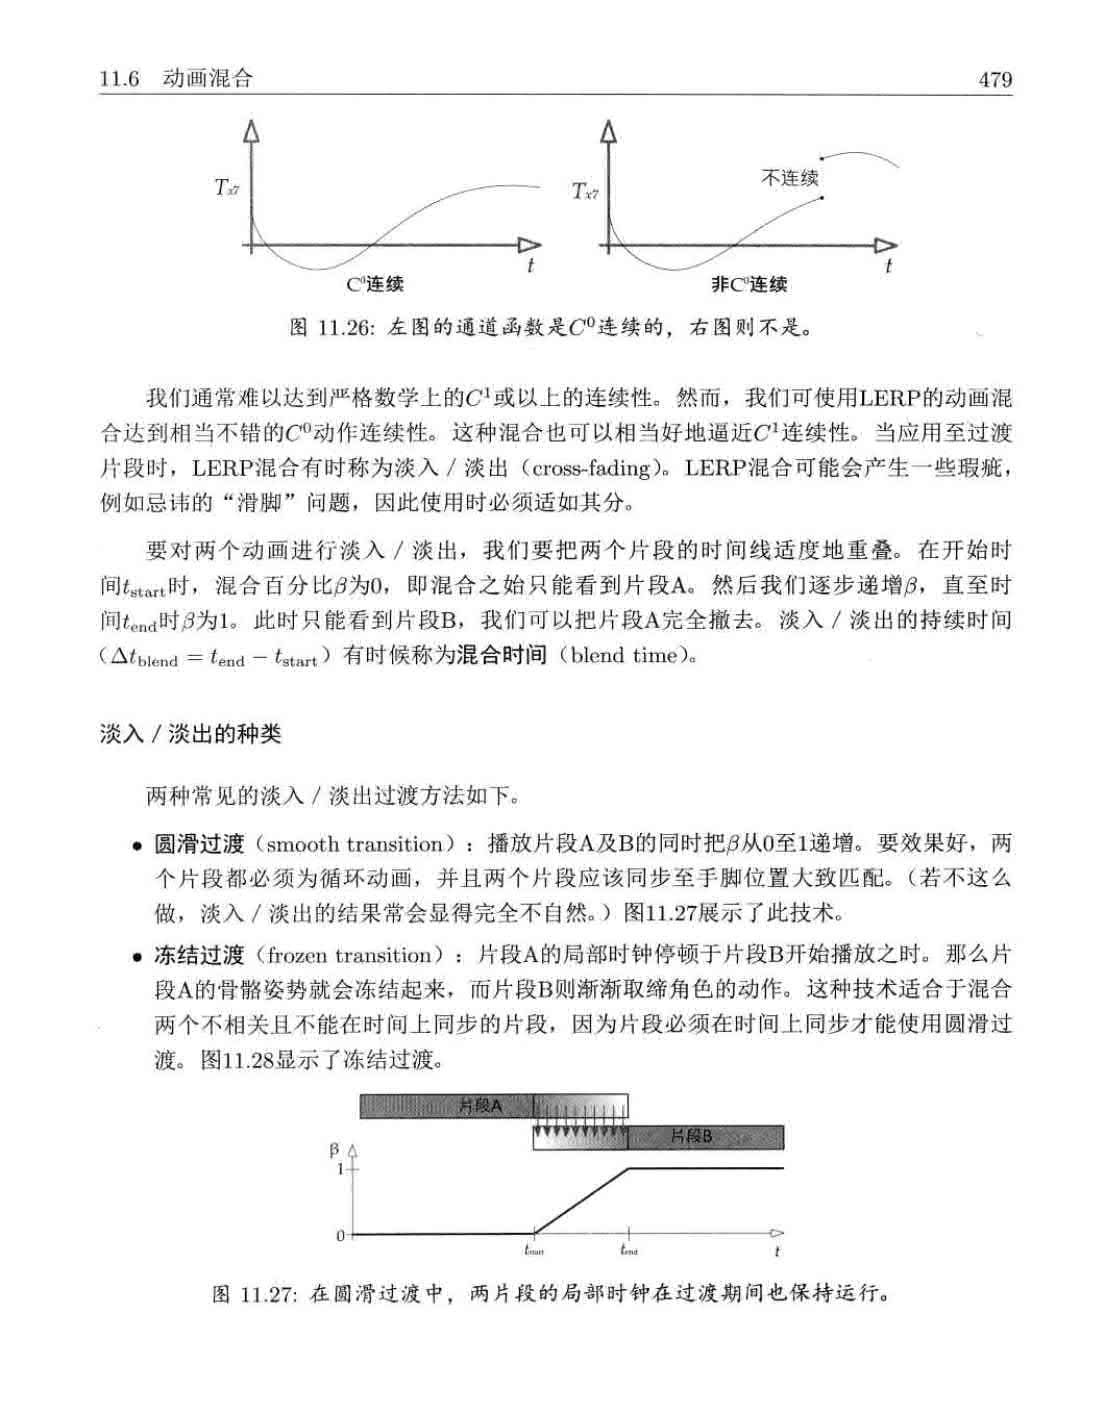 11.6 动画混合 479
T_{x7} T_{x7} 不连续
t t
C⁰连续 非C⁰连续
图 11.26: 左图的通道函数是C⁰连续的，右图则不是。
我们通常难以达到严格数学上的C¹或以上的连续性。然而，我们可使用LERP的动画混
合达到相当不错的C⁰动作连续性。这种混合也可以相当好地逼近C¹连续性。当应用至过渡
片段时，LERP混合有时称为淡入／淡出（cross-fading）。LERP混合可能会产生一些瑕疵，
例如忌讳的“滑脚”问题，因此使用时必须适如其分。
要对两个动画进行淡入／淡出，我们要把两个片段的时间线适度地重叠。在开始时
间t_{start}时，混合百分比β为0，即混合之始只能看到片段A。然后我们逐步递增β，直至时
间t_{end}时β为1。此时只能看到片段B，我们可以把片段A完全撤去。淡入／淡出的持续时间
（Δt_{blend} = t_{end} − t_{start}）有时候称为混合时间（blend time）。
淡入／淡出的种类
两种常见的淡入／淡出过渡方法如下。
• 圆滑过渡（smooth transition）：播放片段A及B的同时把β从0至1递增。要效果好，两
个片段都必须为循环动画，并且两个片段应该同步至手脚位置大致匹配。（若不这么
做，淡入／淡出的结果常会显得完全不自然。）图11.27展示了此技术。
• 冻结过渡（frozen transition）：片段A的局部时钟停顿于片段B开始播放之时。那么片
段A的骨骼姿势就会冻结起来，而片段B则渐渐取缔角色的动作。这种技术适合于混合
两个不相关且不能在时间上同步的片段，因为片段必须在时间上同步才能使用圆滑过
渡。图11.28显示了冻结过渡。
片段A
片段B
β
1
0
t_{start} t_{end} t
图 11.27: 在圆滑过渡中，两片段的局部时钟在过渡期间也保持运行。